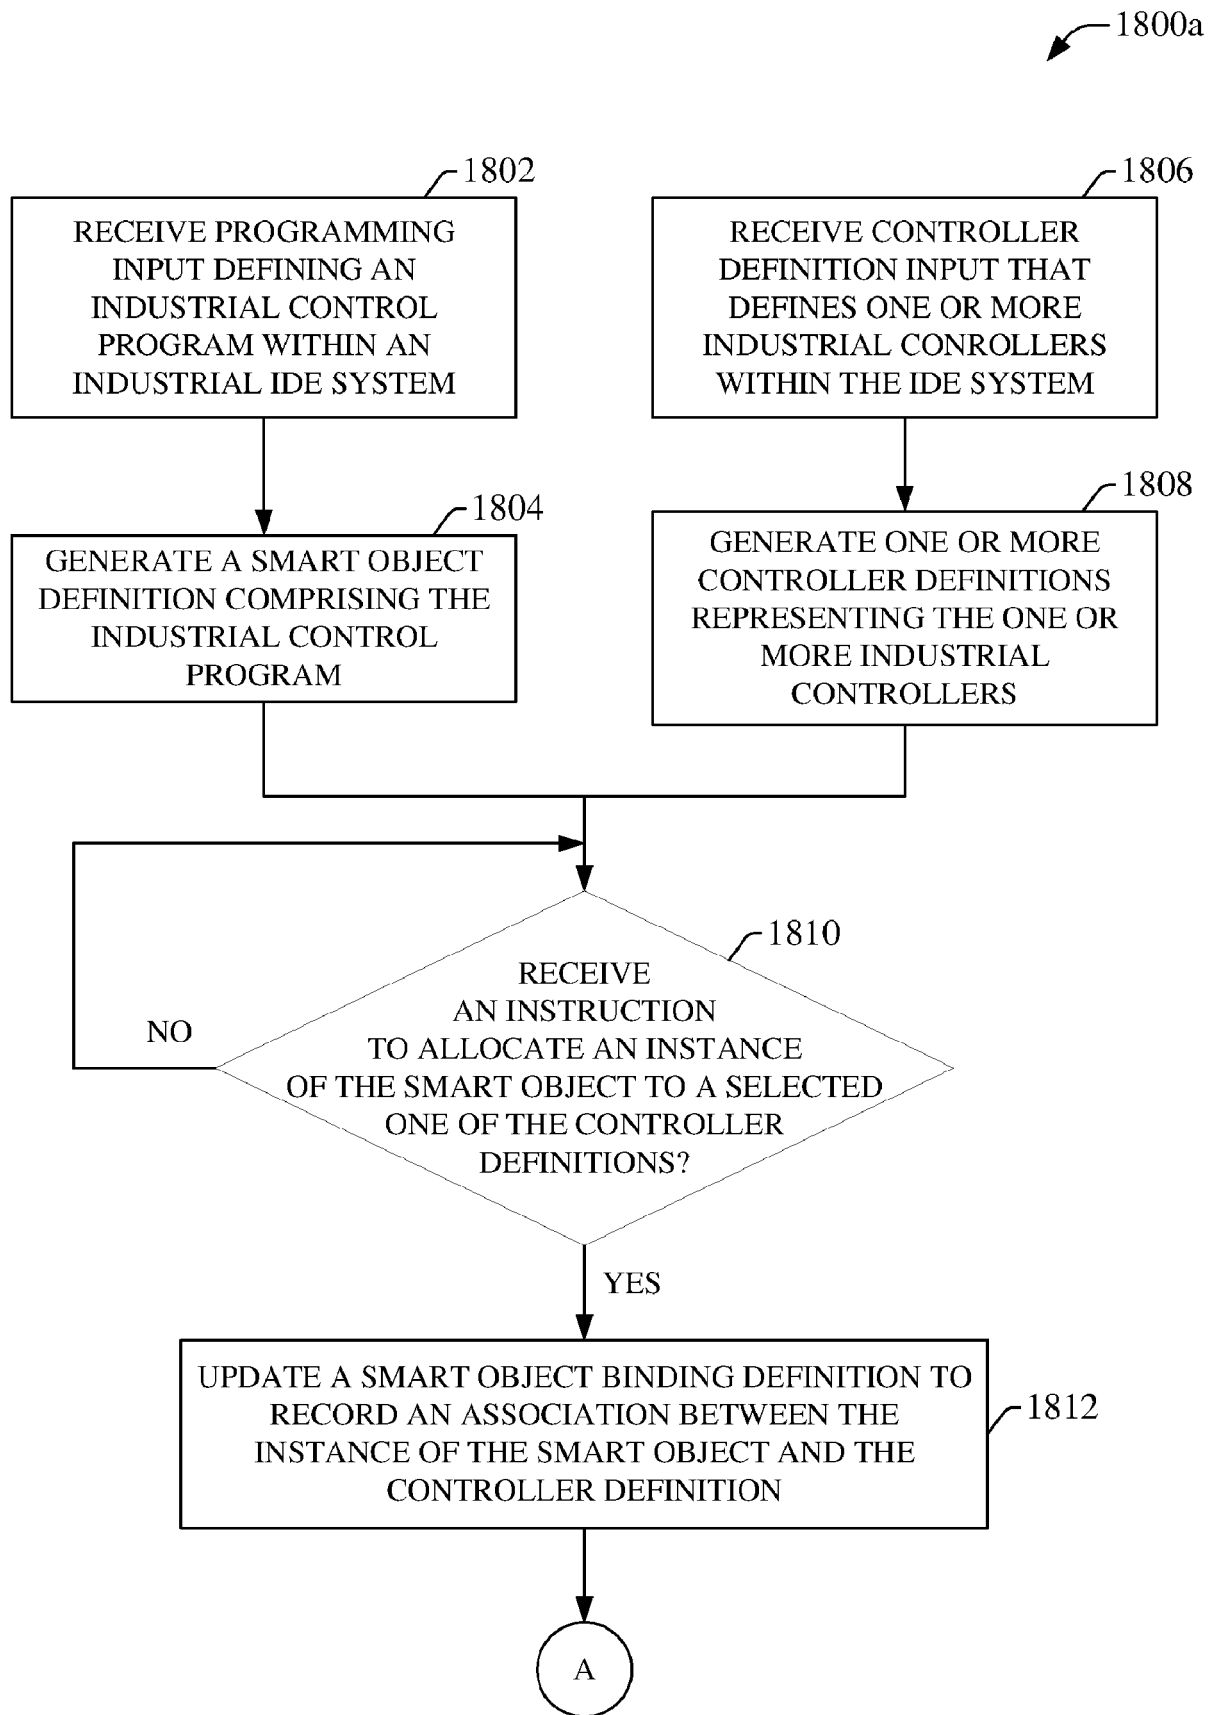 1800a
1802
RECEIVE PROGRAMMING
INPUT DEFINING AN
INDUSTRIAL CONTROL
PROGRAM WITHIN AN
INDUSTRIAL IDE SYSTEM
1806
RECEIVE CONTROLLER
DEFINITION INPUT THAT
DEFINES ONE OR MORE
INDUSTRIAL CONROLLERS
WITHIN THE IDE SYSTEM
1804
GENERATE A SMART OBJECT
DEFINITION COMPRISING THE
INDUSTRIAL CONTROL
PROGRAM
1808
GENERATE ONE OR MORE
CONTROLLER DEFINITIONS
REPRESENTING THE ONE OR
MORE INDUSTRIAL
CONTROLLERS
1810
RECEIVE
AN INSTRUCTION
TO ALLOCATE AN INSTANCE
OF THE SMART OBJECT TO A SELECTED
ONE OF THE CONTROLLER
DEFINITIONS?
NO
YES
UPDATE A SMART OBJECT BINDING DEFINITION TO
RECORD AN ASSOCIATION BETWEEN THE
INSTANCE OF THE SMART OBJECT AND THE
CONTROLLER DEFINITION
1812
A